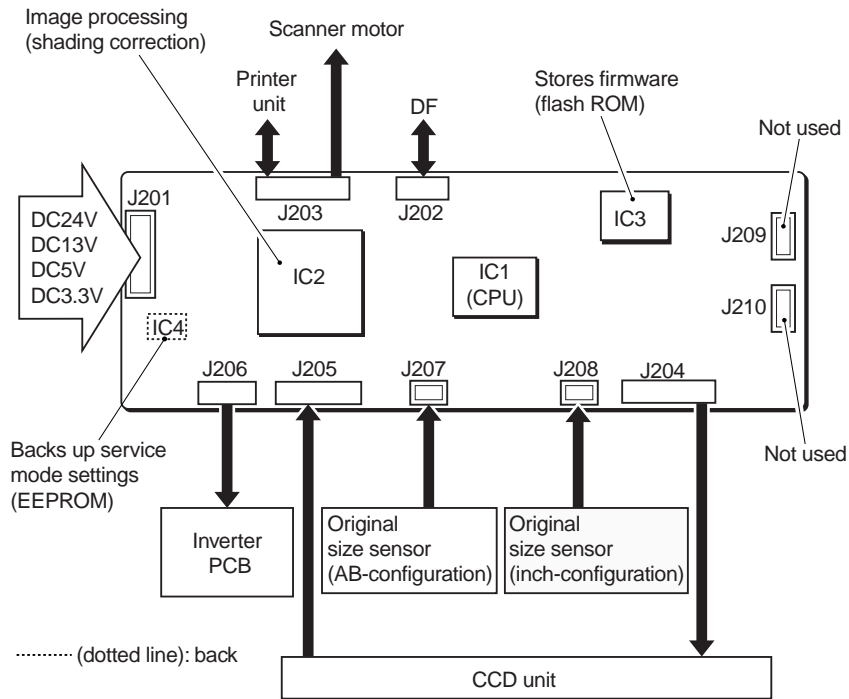 Image processing
(shading correction)
Scanner motor
Printer
unit
DF
Stores firmware
(flash ROM)
Not used
J201
J203
J202
DC24V
DC13V
DC5V
DC3.3V
IC2
IC1
(CPU)
IC3
J209
J210
IC4
J206
J205
J207
J208
J204
Backs up service
mode settings
(EEPROM)
Not used
Inverter
PCB
Original
size sensor
(AB-configuration)
Original
size sensor
(inch-configuration)
(dotted line): back
CCD unit